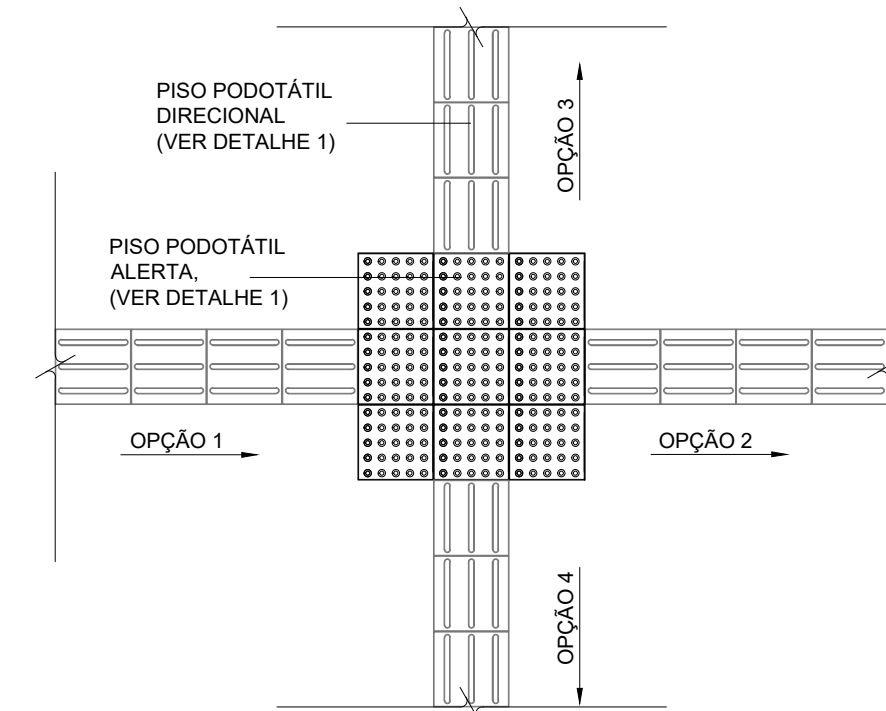 PISO PODOTÁTIL
DIRECIONAL
(VER DETALHE 1)
OPÇÃO 3
PISO PODOTÁTIL
ALERTA,
(VER DETALHE 1)
OPÇÃO 1
OPÇÃO 2
OPÇÃO 4